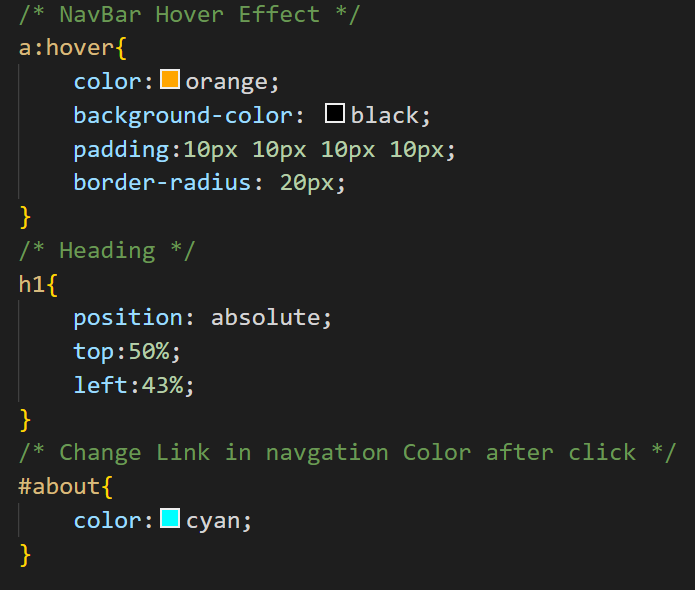 /* NavBar Hover Effect */
a:hover{
    color:orange;
    background-color: black;
    padding:10px 10px 10px 10px;
    border-radius: 20px;
}
/* Heading */
h1{
    position: absolute;
    top:50%;
    left:43%;
}
/* Change Link in navgation Color after click */
#about{
    color:cyan;
}